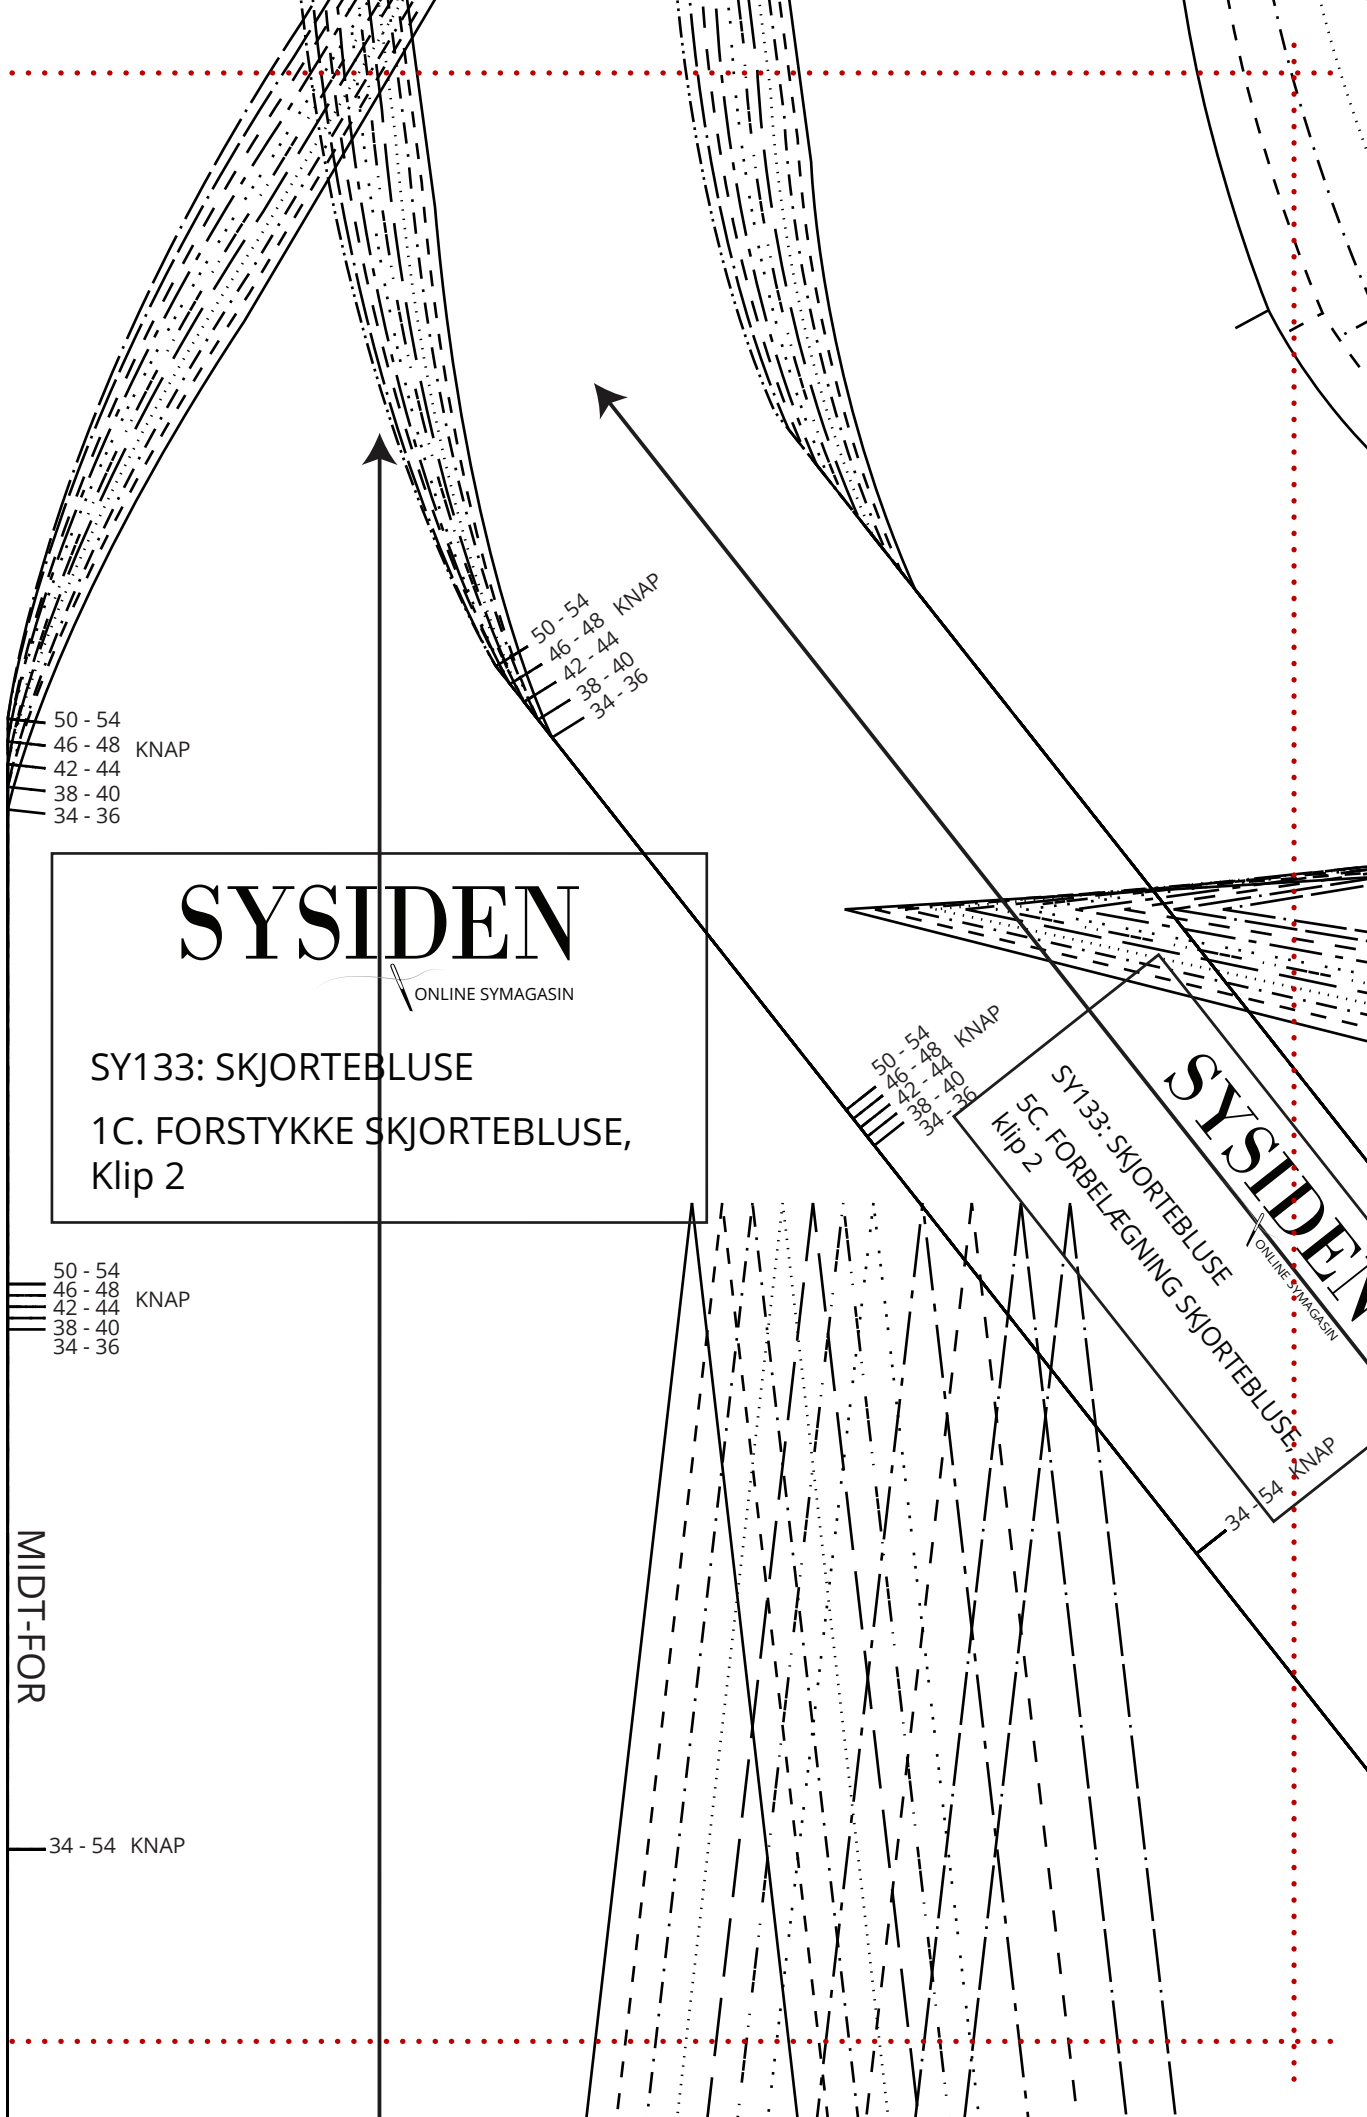 50 - 54
46 - 48 KNAP
42 - 44
38 - 40
34 - 36
50 - 54
46 - 48 KNAP
42 - 44
38 - 40
34 - 36
SYSIDEN
ONLINE SYMAGASIN
SY133: SKJORTEBLUSE
1C. FORSTYKKE SKJORTEBLUSE,
Klip 2
50 - 54
46 - 48 KNAP
42 - 44
38 - 40
34 - 36
SYSIDEN
ONLINE SYMAGASIN
SY133: SKJORTEBLUSE
5C. FORBELÆGNING SKJORTEBLUSE,
klip 2
50 - 54
46 - 48 KNAP
42 - 44
38 - 40
34 - 36
34 - 54 KNAP
MIDT-FOR
34 - 54 KNAP